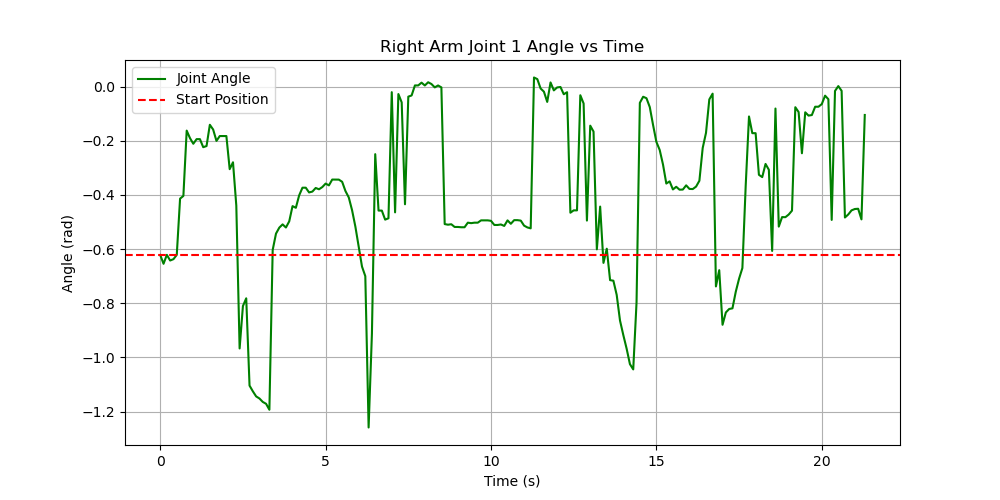 Right Arm Joint 1 Angle vs Time
Joint Angle
Start Position
0.0
−0.2
−0.4
−0.6
−0.8
−1.0
−1.2
Angle (rad)
0 5 10 15 20
Time (s)